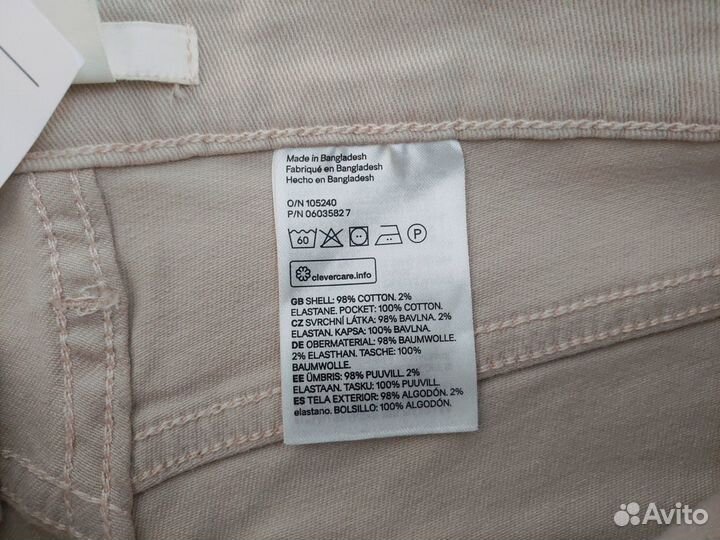 Made in Bangladesh
Fabriqué en Bangladesh
Hecho en Bangladesh
O/N 105240
P/N 06035827
60 P
clevercare.info
GB SHELL: 98% COTTON. 2%
ELASTANE. POCKET: 100% COTTON.
CZ SVRCHNÍ LÁTKA: 98% BAVLNA. 2%
ELASTAN. KAPSA: 100% BAVLNA.
DE OBERMATERIAL: 98% BAUMWOLLE.
2% ELASTHAN. TASCHE: 100%
BAUMWOLLE.
EE ÜMBRIS: 98% PUUVILL. 2%
ELASTAAN. TASKU: 100% PUUVILL.
ES TELA EXTERIOR: 98% ALGODÓN. 2%
elastano. BOLSILLO: 100% ALGODÓN.
Avito